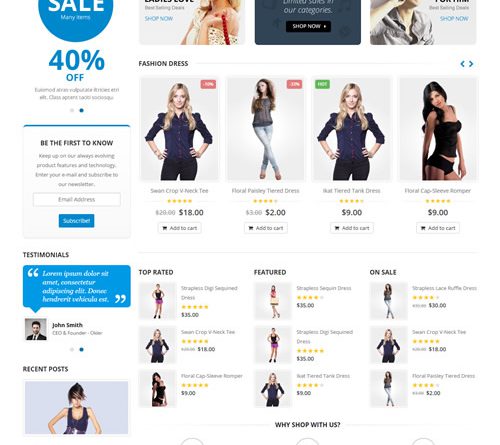 SALE
Many items
40%
OFF
Euismod atras vulputate iltricies etri
elit. Class aptent taciti sociosqu.
LADIES LOVE
Best Selling Deals
SHOP NOW
Limited sales in
our categories.
SHOP NOW
FOR HIM
Best Selling Deals
SHOP NOW
FASHION DRESS
-10%
-33%
HOT
Swan Crop V-Neck Tee
$20.00 $18.00
Add to cart
Floral Paisley Tiered Dress
$3.00 $2.00
Add to cart
Ikat Tiered Tank Dress
$9.00
Add to cart
Floral Cap-Sleeve Romper
$9.00
Add to cart
BE THE FIRST TO KNOW
Keep up on our always evolving
product features and technology.
Enter your e-mail and subscribe to
our newsletter.
Email Address
Subscribe!
TESTIMONIALS
Lorem ipsum dolor sit
amet, consectetur
adipiscing elit. Donec
hendrerit vehicula est.
John Smith
CEO & Founder - Okler
RECENT POSTS
TOP RATED
Strapless Digi Sequined
Dress
$35.00
Swan Crop V-Neck Tee
$20.00 $18.00
Floral Cap-Sleeve Romper
$9.00
FEATURED
Strapless Sequin Dress
$30.00
Strapless Digi Sequined
Dress
$35.00
Ikat Tiered Tank Dress
$9.00
ON SALE
Strapless Lace Ruffle Dress
$30.00
Swan Crop V-Neck Tee
$20.00 $18.00
Floral Paisley Tiered Dress
$3.00 $2.00
WHY SHOP WITH US?